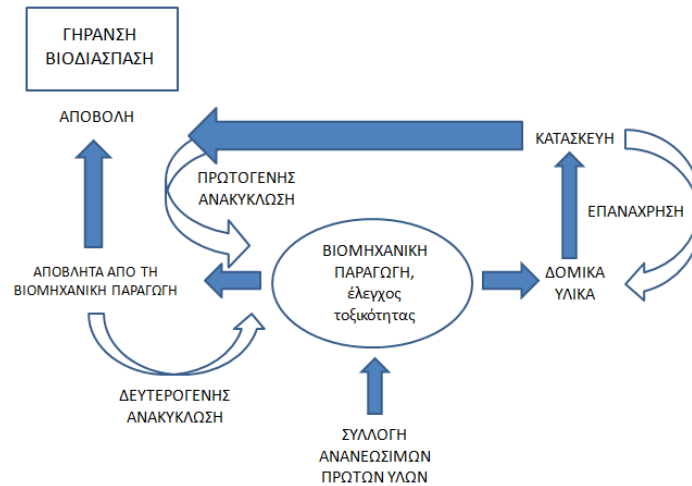 ΓΗΡΑΝΣΗ
ΒΙΟΔΙΑΣΠΑΣΗ
ΑΠΟΒΟΛΗ
ΚΑΤΑΣΚΕΥΗ
ΠΡΩΤΟΓΕΝΗΣ
ΑΝΑΚΥΚΛΩΣΗ
ΕΠΑΝΑΧΡΗΣΗ
ΒΙΟΜΗΧΑΝΙΚΗ
ΠΑΡΑΓΩΓΗ,
έλεγχος
τοξικότητας
ΑΠΟΒΛΗΤΑ ΑΠΟ ΤΗ
ΒΙΟΜΗΧΑΝΙΚΗ ΠΑΡΑΓΩΓΗ
ΔΟΜΙΚΑ
ΥΛΙΚΑ
ΔΕΥΤΕΡΟΓΕΝΗΣ
ΑΝΑΚΥΚΛΩΣΗ
ΣΥΛΛΟΓΗ
ΑΝΑΝΕΩΣΙΜΩΝ
ΠΡΩΤΩΝ ΥΛΩΝ